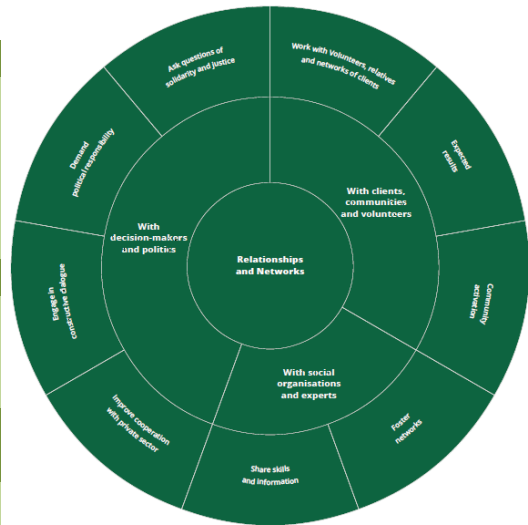 Relationships
and Networks
With clients,
communities
and volunteers
With social
organisations
and experts
With
decision-makers
and politics
Work with Volunteers, relatives
and networks of clients
Expected
results
Community
activation
Foster
networks
Share skills
and information
Improve cooperation
with private sector
Engage in
constructive dialogue
Demand
political responsibility
Ask questions of
solidarity and justice